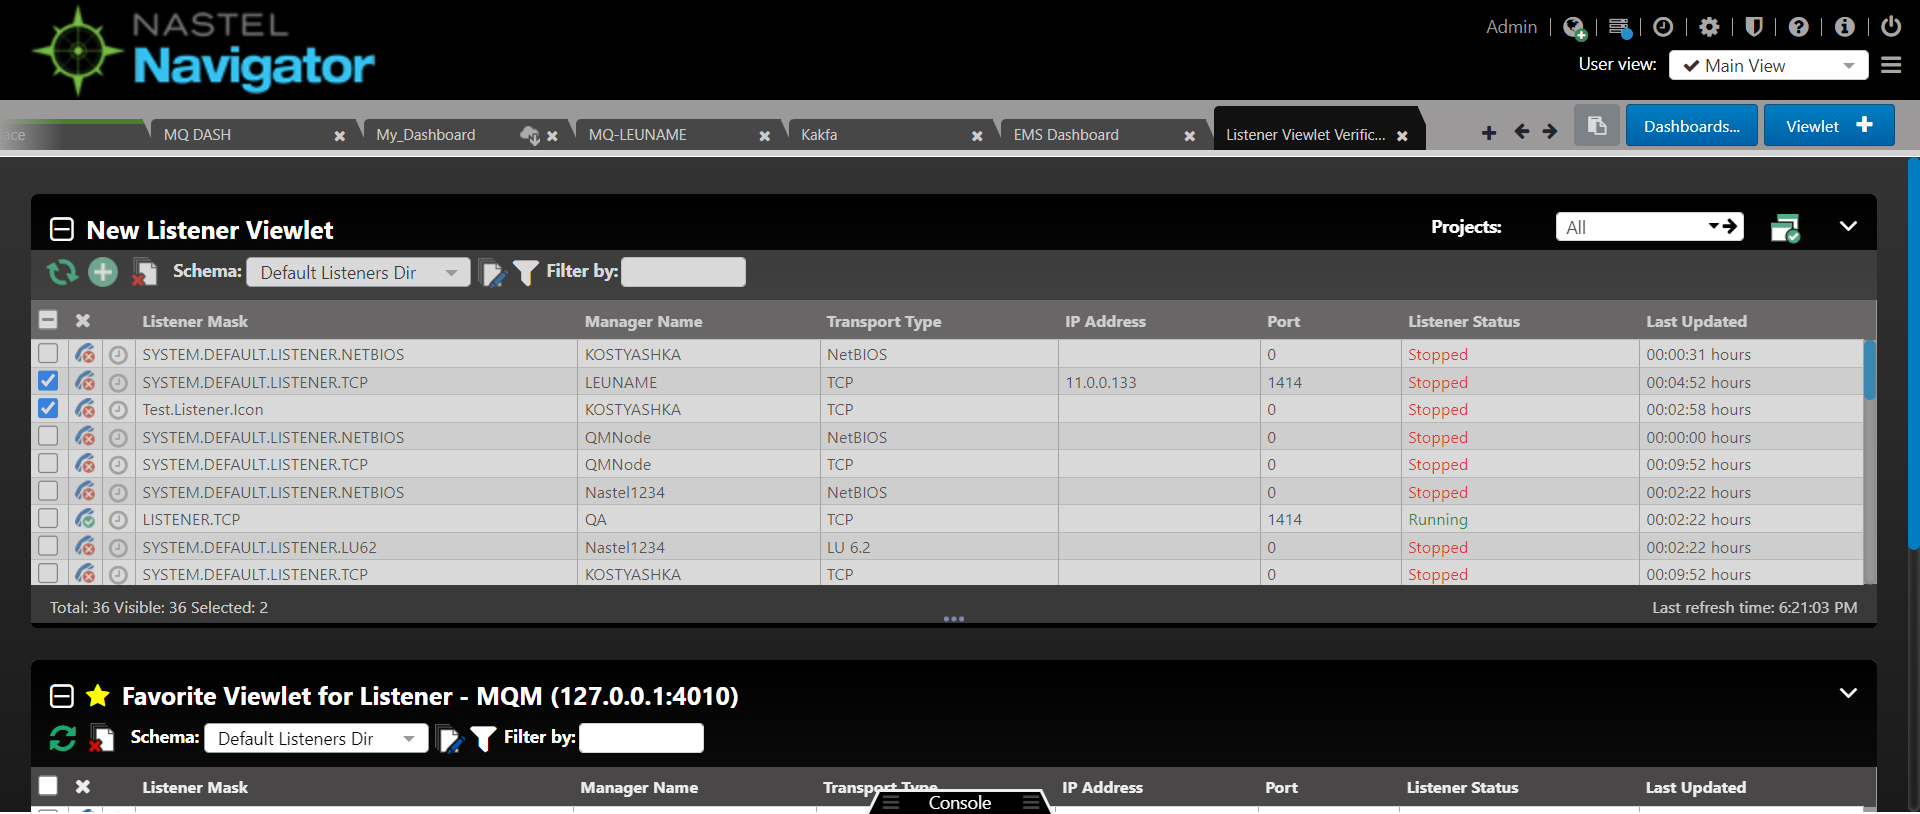 NASTEL
Navigator
Admin
User view: Main View
ace
MQ DASH
My_Dashboard
MQ-LEUNAME
Kakfa
EMS Dashboard
Listener Viewlet Verific...
Dashboards...
Viewlet
New Listener Viewlet
Projects: All
Schema: Default Listeners Dir Filter by:
Listener Mask Manager Name Transport Type IP Address Port Listener Status Last Updated
SYSTEM.DEFAULT.LISTENER.NETBIOS KOSTYASHKA NetBIOS 0 Stopped 00:00:31 hours
SYSTEM.DEFAULT.LISTENER.TCP LEUNAME TCP 11.0.0.133 1414 Stopped 00:04:52 hours
Test.Listener.Icon KOSTYASHKA TCP 0 Stopped 00:02:58 hours
SYSTEM.DEFAULT.LISTENER.NETBIOS QMNode NetBIOS 0 Stopped 00:00:00 hours
SYSTEM.DEFAULT.LISTENER.TCP QMNode TCP 0 Stopped 00:09:52 hours
SYSTEM.DEFAULT.LISTENER.NETBIOS Nastel1234 NetBIOS 0 Stopped 00:02:22 hours
LISTENER.TCP QA TCP 1414 Running 00:02:22 hours
SYSTEM.DEFAULT.LISTENER.LU62 Nastel1234 LU 6.2 0 Stopped 00:02:22 hours
SYSTEM.DEFAULT.LISTENER.TCP KOSTYASHKA TCP 0 Stopped 00:09:52 hours
Total: 36 Visible: 36 Selected: 2
Last refresh time: 6:21:03 PM
Favorite Viewlet for Listener - MQM (127.0.0.1:4010)
Schema: Default Listeners Dir Filter by:
Listener Mask Manager Name Transport Type IP Address Port Listener Status Last Updated
Console